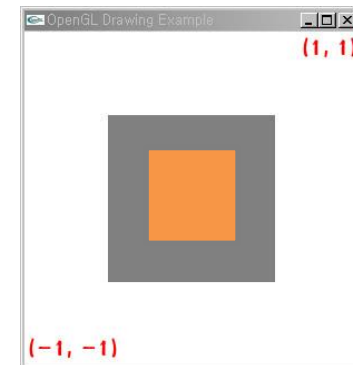 OpenGL Drawing Example
(1, 1)
(-1, -1)